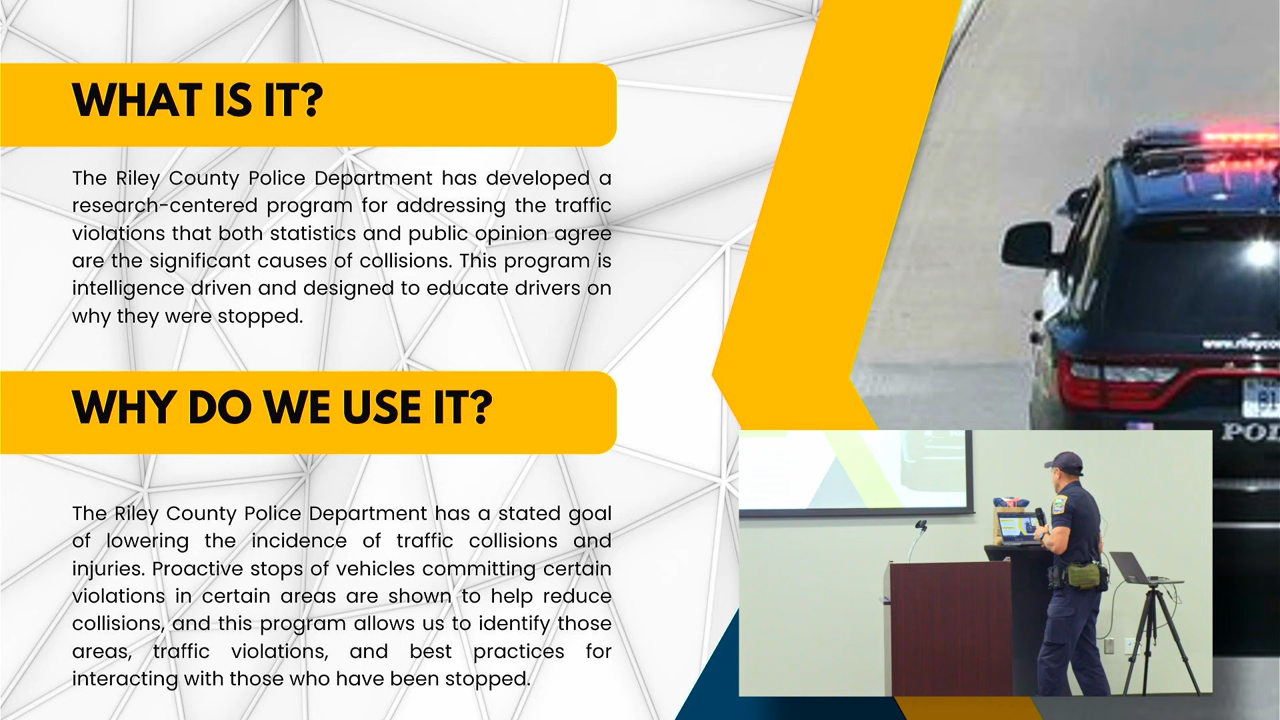 WHAT IS IT?
The Riley County Police Department has developed a
research-centered program for addressing the traffic
violations that both statistics and public opinion agree
are the significant causes of collisions. This program is
intelligence driven and designed to educate drivers on
why they were stopped.
WHY DO WE USE IT?
The Riley County Police Department has a stated goal
of lowering the incidence of traffic collisions and
injuries. Proactive stops of vehicles committing certain
violations in certain areas are shown to help reduce
collisions, and this program allows us to identify those
areas, traffic violations, and best practices for
interacting with those who have been stopped.